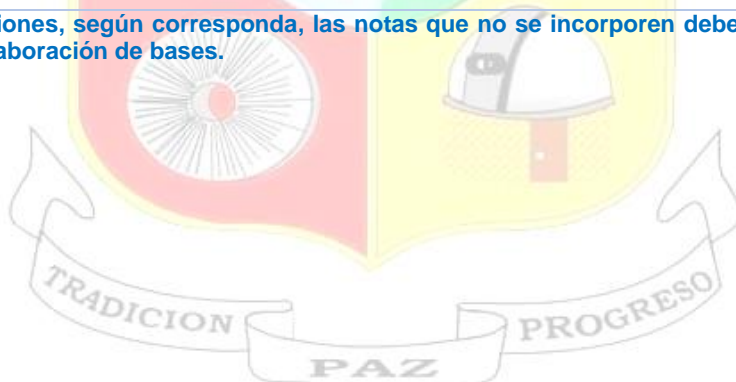 iones, según corresponda, las notas que no se incorporen debe
aboración de bases.
TRADICION
PAZ
PROGRESO